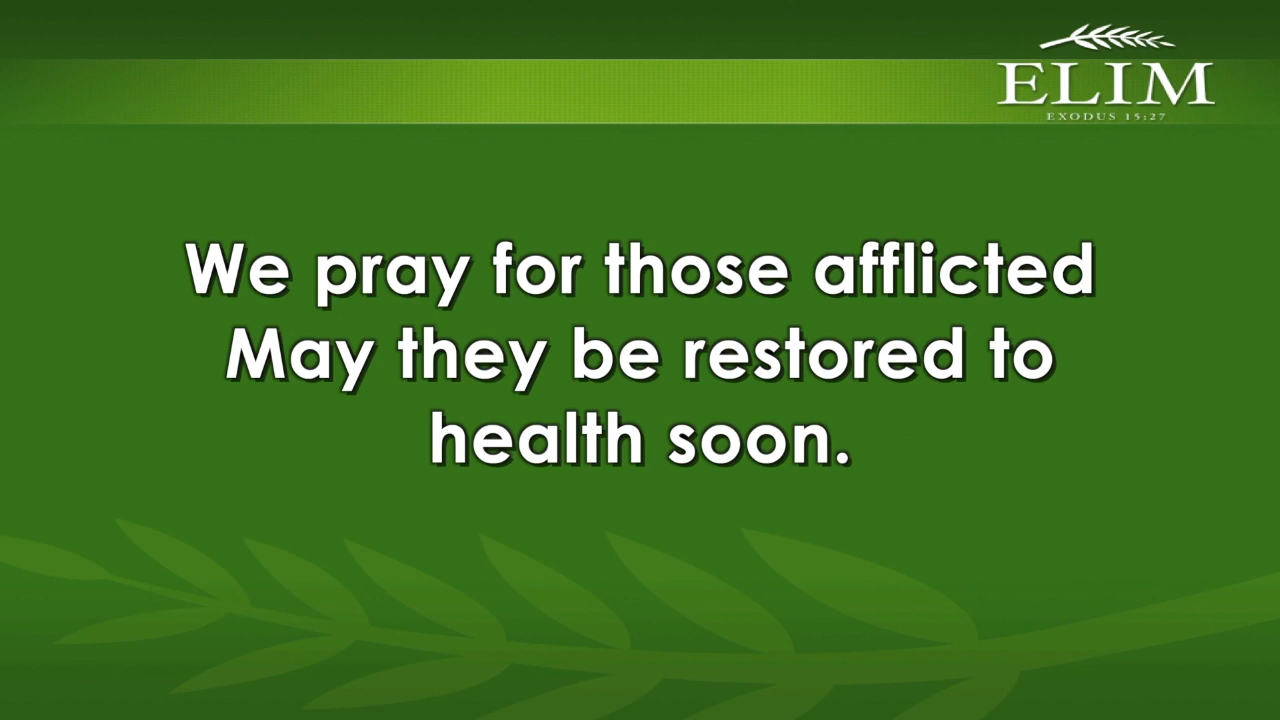 ELIM
EXODUS 15:27
We pray for those afflicted
May they be restored to
health soon.